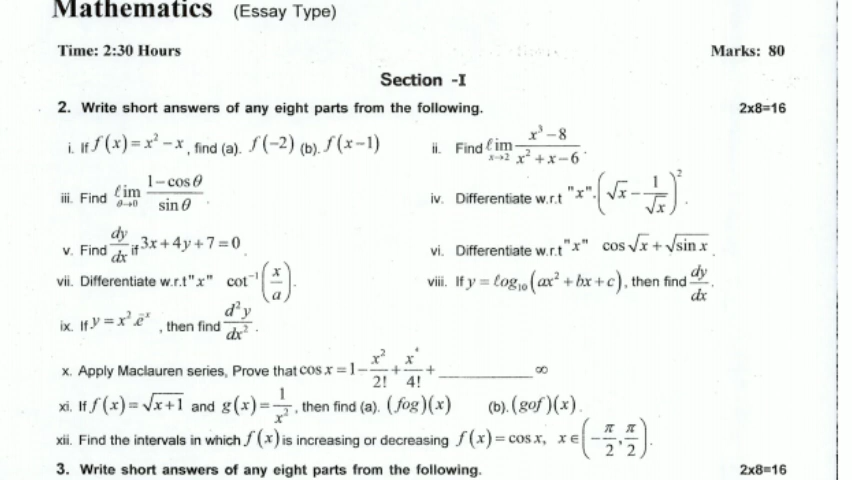 Mathematics (Essay Type)
Time: 2:30 Hours Marks: 80
Section -I
2. Write short answers of any eight parts from the following. 2x8=16
i. If f(x)=x²-x, find (a). f(-2) (b). f(x-1) ii. Find ℓim x→2 (x³-8)/(x²+x-6).
iii. Find ℓim θ→0 (1-cosθ)/(sinθ) iv. Differentiate w.r.t "x". (√x - 1/√x)².
v. Find dy/dx if 3x+4y+7=0 vi. Differentiate w.r.t "x" cos√x+√sin x
vii. Differentiate w.r.t "x" cot⁻¹(x/a). viii. If y=ℓog₁₀(ax²+bx+c), then find dy/dx.
ix. If y=x².e⁻ˣ, then find d²y/dx².
x. Apply Maclauren series, Prove that cos x=1-x²/2!+x⁴/4!+__________∞
xi. If f(x)=√(x+1) and g(x)=1/x², then find (a). (fog)(x) (b). (gof)(x).
xii. Find the intervals in which f(x) is increasing or decreasing f(x)=cos x, x∈(-π/2,π/2).
3. Write short answers of any eight parts from the following. 2x8=16